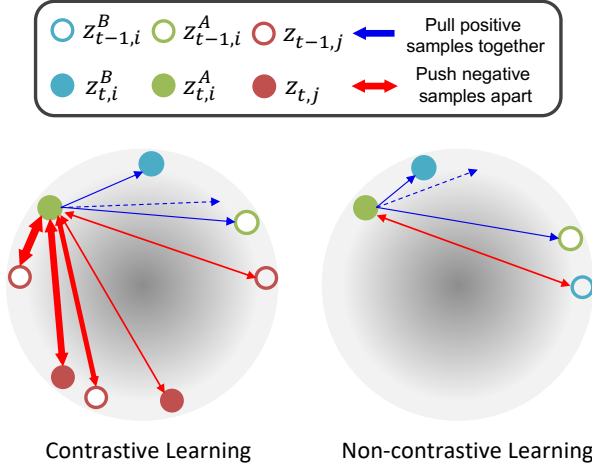 z^B_{t-1,i} z^A_{t-1,i} z_{t-1,j} Pull positive
samples together
z^B_{t,i} z^A_{t,i} z_{t,j} Push negative
samples apart
Contrastive Learning Non-contrastive Learning